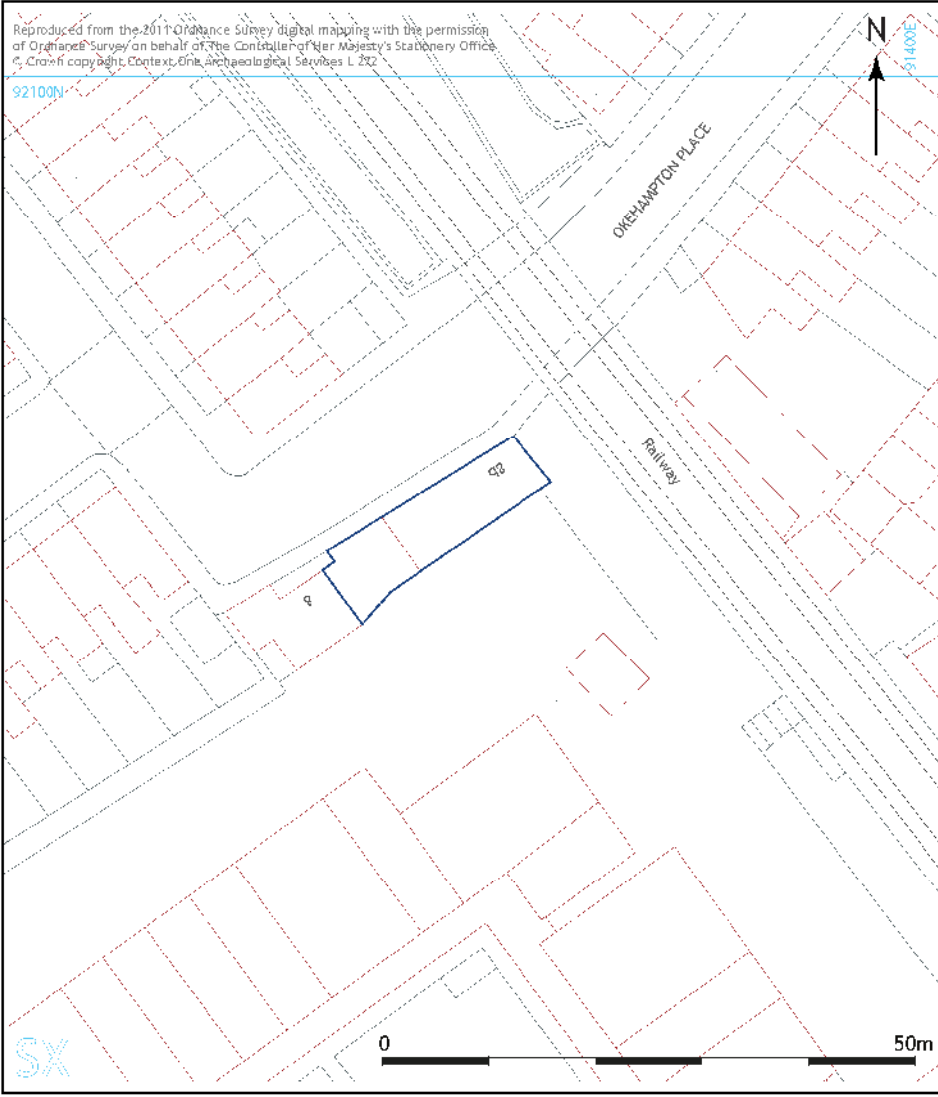 Reproduced from the 2011 Ordnance Survey digital mapping with the permission
of Ordnance Survey on behalf of The Controller of Her Majesty's Stationery Office
© Crown copyright Context One Archaeological Services L 272
N
91400E
92100N
OKEHAMPTON PLACE
Railway
2b
SX
0
50m